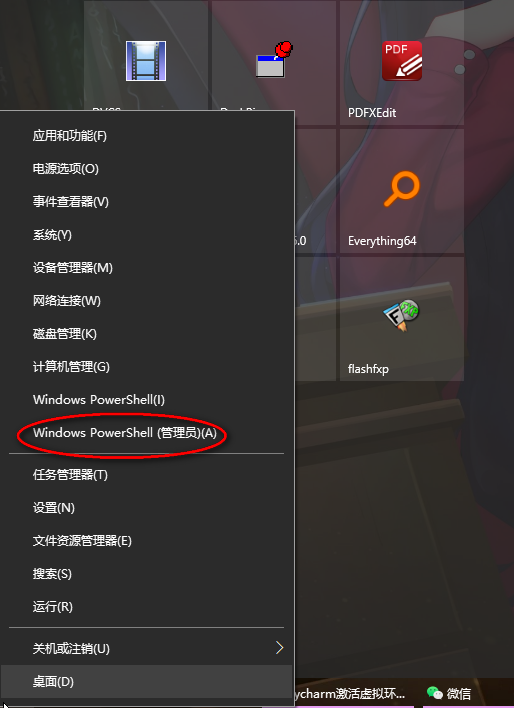 PDF
PDFXEdit
应用和功能(F)
电源选项(O)
事件查看器(V)
系统(Y)
5.0
Everything64
设备管理器(M)
网络连接(W)
磁盘管理(K)
计算机管理(G)
flashfxp
Windows PowerShell(I)
Windows PowerShell (管理员)(A)
任务管理器(T)
设置(N)
文件资源管理器(E)
搜索(S)
运行(R)
关机或注销(U)
桌面(D)
ycharm激活虚拟环...
微信